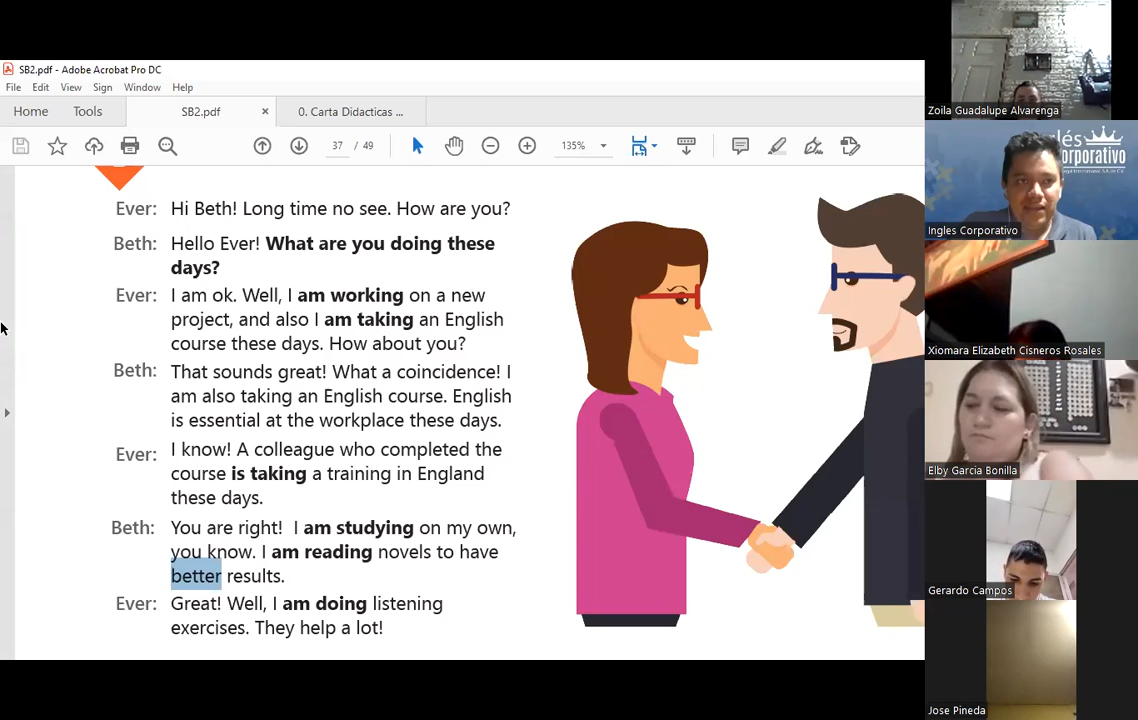 SB2.pdf - Adobe Acrobat Pro DC
File Edit View Sign Window Help
Home Tools SB2.pdf × 0. Carta Didacticas ...
37 / 49 135%
Ever: Hi Beth! Long time no see. How are you?
Beth: Hello Ever! What are you doing these
days?
Ever: I am ok. Well, I am working on a new
project, and also I am taking an English
course these days. How about you?
Beth: That sounds great! What a coincidence! I
am also taking an English course. English
is essential at the workplace these days.
Ever: I know! A colleague who completed the
course is taking a training in England
these days.
Beth: You are right! I am studying on my own,
you know. I am reading novels to have
better results.
Ever: Great! Well, I am doing listening
exercises. They help a lot!
Zoila Guadalupe Alvarenga
glés
orporativo
Ingles Corporativo
Xiomara Elizabeth Cisneros Rosales
Elby Garcia Bonilla
Gerardo Campos
Jose Pineda